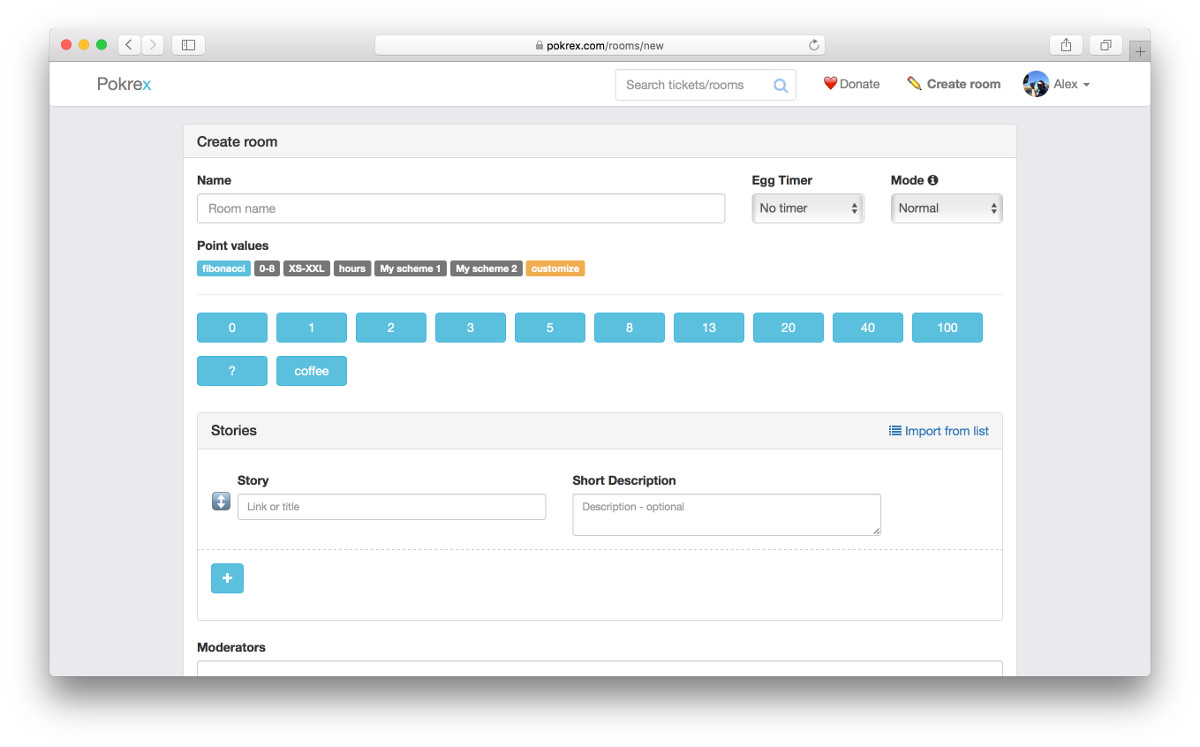 pokrex.com/rooms/new
Pokrex
Search tickets/rooms
Donate
Create room
Alex
Create room
Name
Egg Timer
Mode
Room name
No timer
Normal
Point values
fibonacci 0-8 XS-XXL hours My scheme 1 My scheme 2 customize
0 1 2 3 5 8 13 20 40 100
? coffee
Stories
Import from list
Story
Short Description
Link or title
Description - optional
+
Moderators